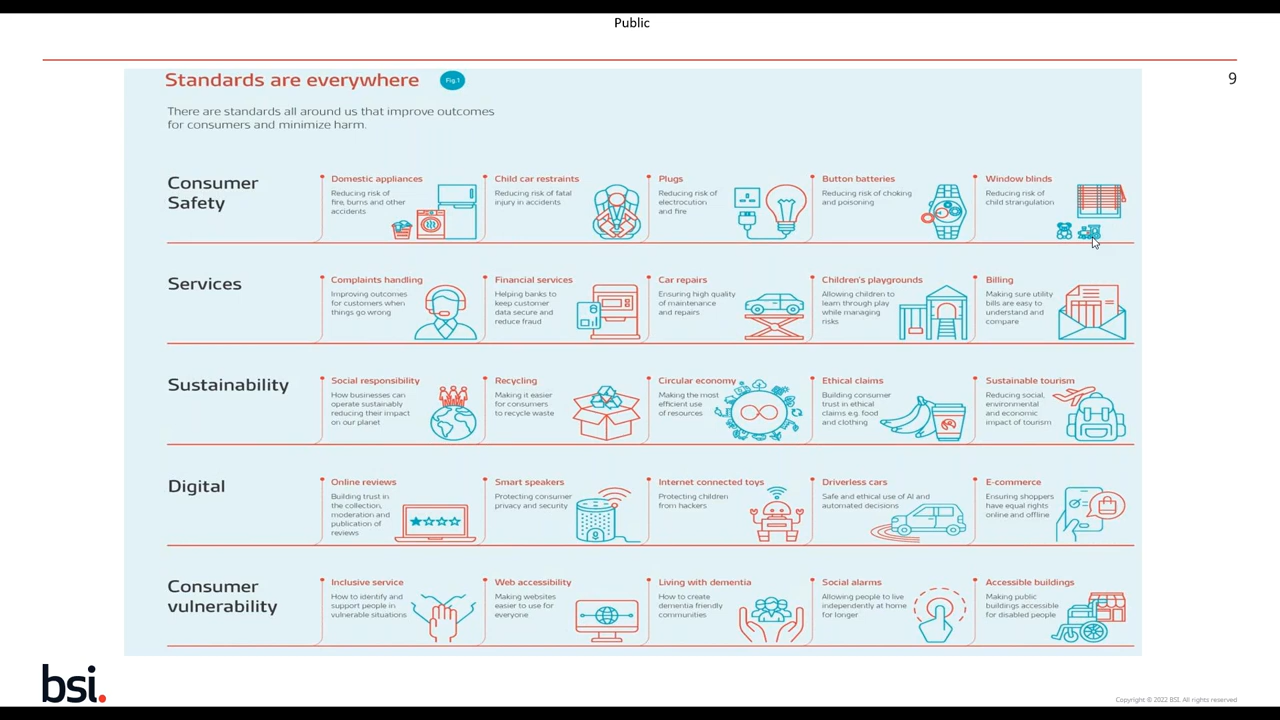 Public
9
Standards are everywhere
Fig.1
There are standards all around us that improve outcomes
for consumers and minimize harm.
Consumer
Safety
Domestic appliances
Reducing risk of
fire, burns and other
accidents
Child car restraints
Reducing risk of fatal
injury in accidents
Plugs
Reducing risk of
electrocution
and fire
Button batteries
Reducing risk of choking
and poisoning
Window blinds
Reducing risk of
child strangulation
Services
Complaints handling
Improving outcomes
for customers when
things go wrong
Financial services
Helping banks to
keep customer
data secure and
reduce fraud
Car repairs
Ensuring high quality
of maintenance
and repairs
Children's playgrounds
Allowing children to
learn through play
while managing
risks
Billing
Making sure utility
bills are easy to
understand and
compare
Sustainability
Social responsibility
How businesses can
operate sustainably
reducing their impact
on our planet
Recycling
Making it easier
for consumers
to recycle waste
Circular economy
Making the most
efficient use
of resources
Ethical claims
Building consumer
trust in ethical
claims e.g. food
and clothing
Sustainable tourism
Reducing social,
environmental
and economic
impact of tourism
Digital
Online reviews
Building trust in
the collection,
moderation and
publication of
reviews
Smart speakers
Protecting consumer
privacy and security
Internet connected toys
Protecting children
from hackers
Driverless cars
Safe and ethical use of AI and
automated decisions
E-commerce
Ensuring shoppers
have equal rights
online and offline
Consumer
vulnerability
Inclusive service
How to identify and
support people in
vulnerable situations
Web accessibility
Making websites
easier to use for
everyone
Living with dementia
How to create
dementia friendly
communities
Social alarms
Allowing people to live
independently at home
for longer
Accessible buildings
Making public
buildings accessible
for disabled people
bsi.
Copyright © 2022 BSI. All rights reserved